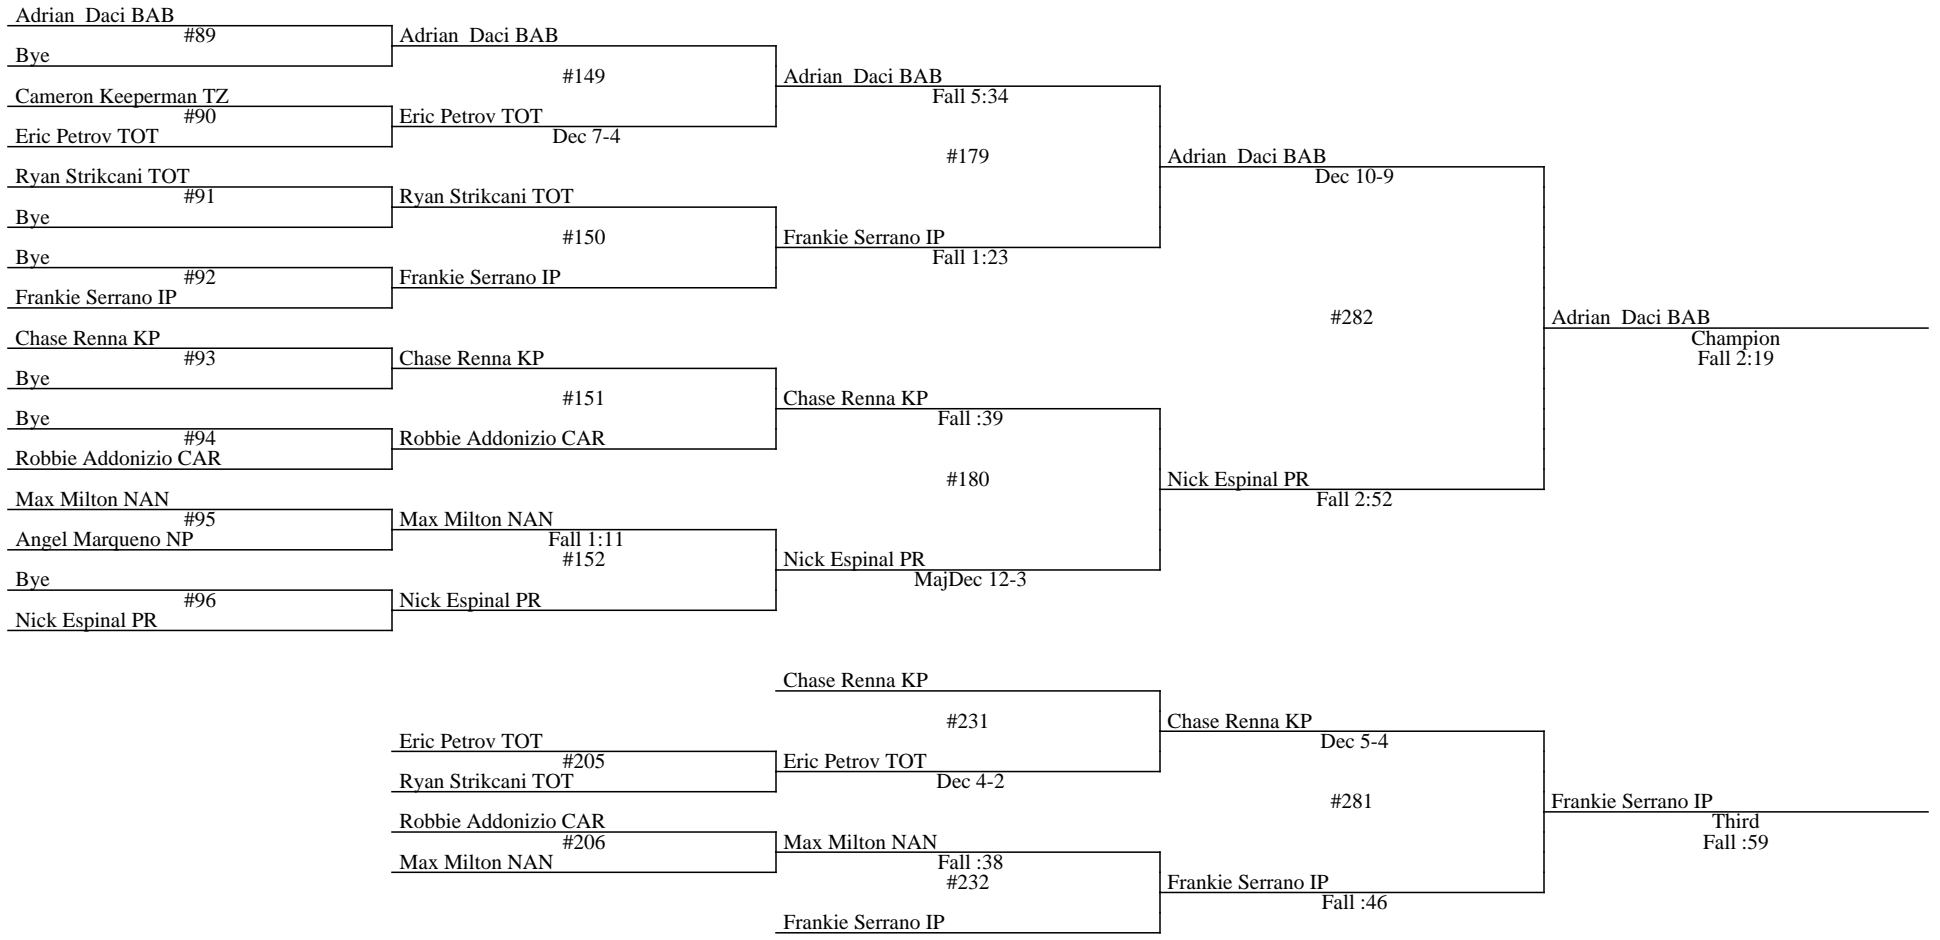 Adrian  Daci BAB
#89
Bye
Cameron Keeperman TZ
#90
Eric Petrov TOT
Ryan Strikcani TOT
#91
Bye
Bye
#92
Frankie Serrano IP
Chase Renna KP
#93
Bye
Bye
#94
Robbie Addonizio CAR
Max Milton NAN
#95
Angel Marqueno NP
Bye
#96
Nick Espinal PR
Adrian  Daci BAB
#149
Eric Petrov TOT
Dec 7-4
Ryan Strikcani TOT
#150
Frankie Serrano IP
Chase Renna KP
#151
Robbie Addonizio CAR
Max Milton NAN
Fall 1:11
#152
Nick Espinal PR
Adrian  Daci BAB
Fall 5:34
#179
Frankie Serrano IP
Fall 1:23
Chase Renna KP
Fall :39
#180
Nick Espinal PR
MajDec 12-3
Adrian  Daci BAB
Dec 10-9
#282
Nick Espinal PR
Fall 2:52
Adrian  Daci BAB
Champion
Fall 2:19
Eric Petrov TOT
#205
Ryan Strikcani TOT
Robbie Addonizio CAR
#206
Max Milton NAN
Chase Renna KP
#231
Eric Petrov TOT
Dec 4-2
Max Milton NAN
Fall :38
#232
Frankie Serrano IP
Chase Renna KP
Dec 5-4
#281
Frankie Serrano IP
Fall :46
Frankie Serrano IP
Third
Fall :59